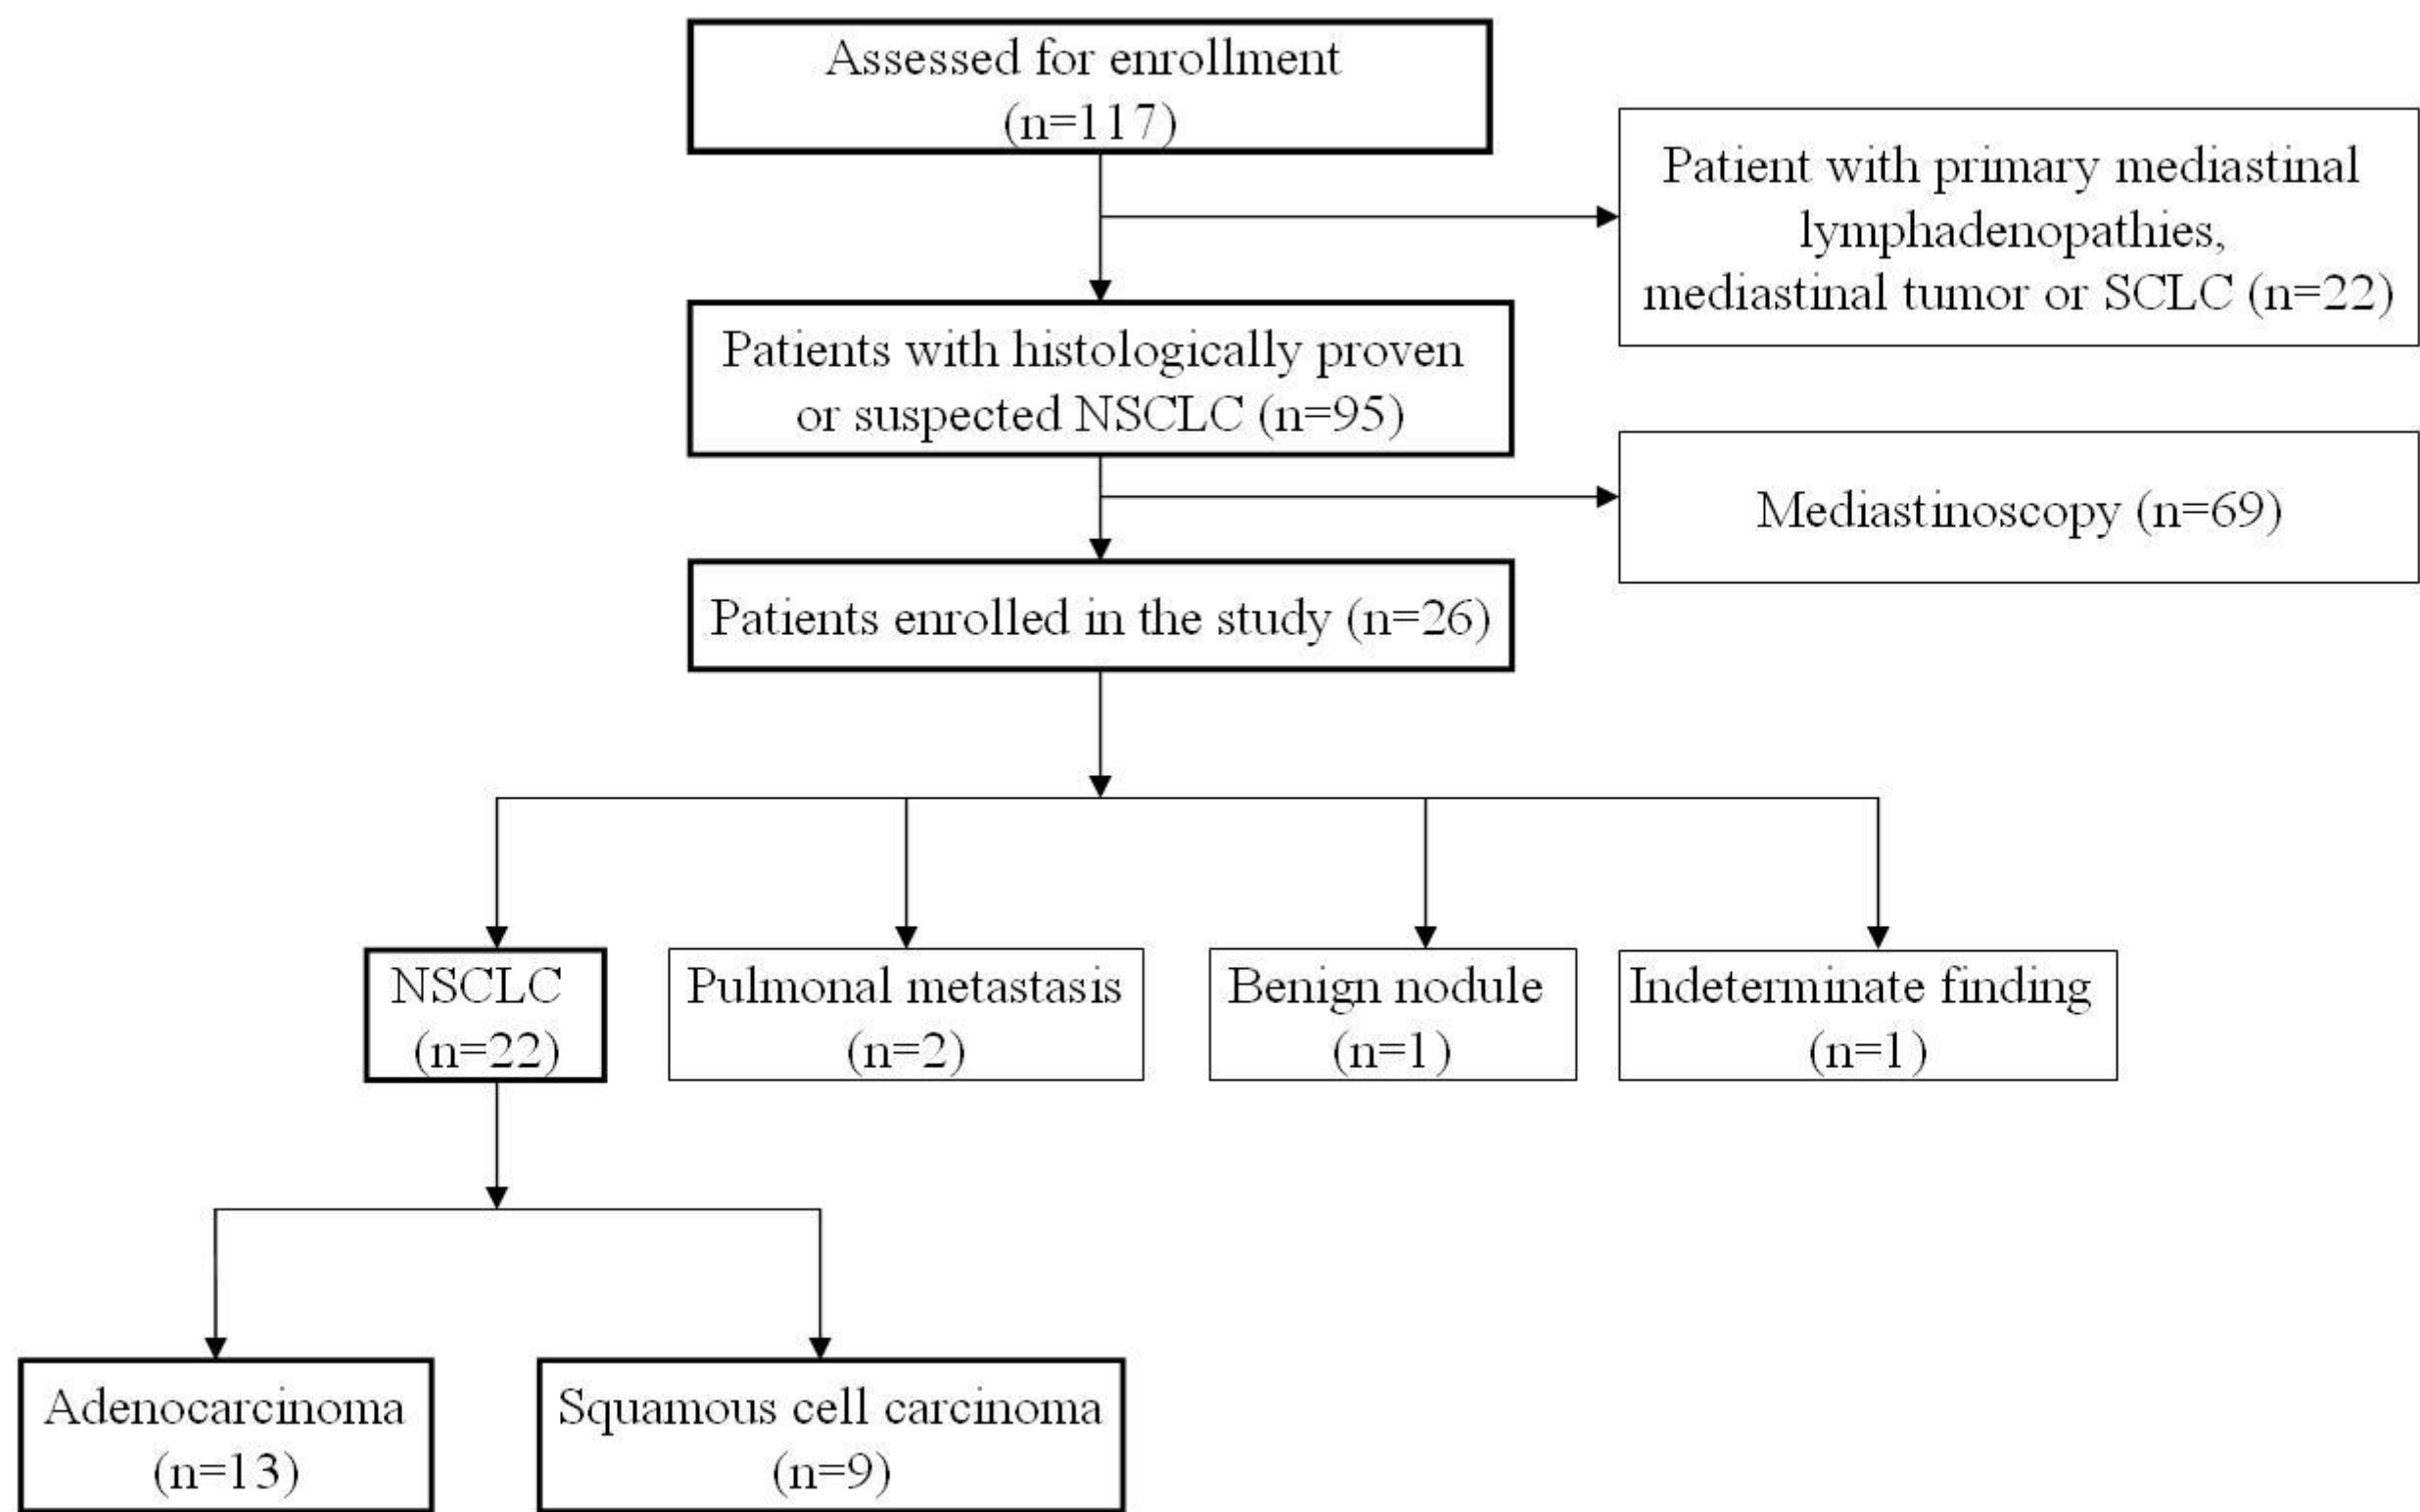 Assessed for enrollment
(n=117)
Patient with primary mediastinal
lymphadenopathies,
mediastinal tumor or SCLC (n=22)
Patients with histologically proven
or suspected NSCLC (n=95)
Mediastinoscopy (n=69)
Patients enrolled in the study (n=26)
NSCLC
(n=22)
Pulmonal metastasis
(n=2)
Benign nodule
(n=1)
Indeterminate finding
(n=1)
Adenocarcinoma
(n=13)
Squamous cell carcinoma
(n=9)